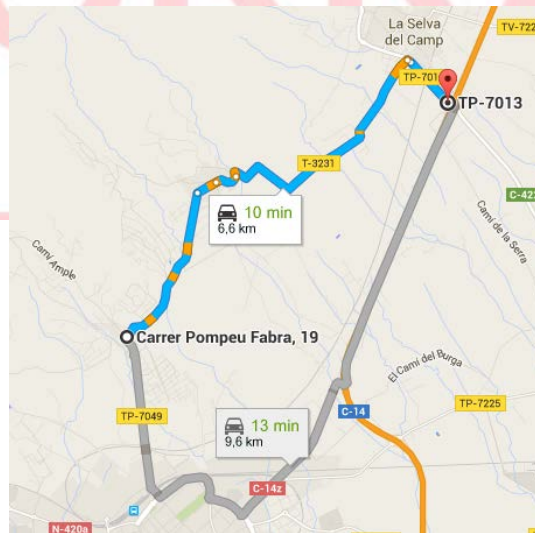 La Selva
del Camp
TV-722
TP-701
TP-7013
T-3231
C-422
10 min
6,6 km
Camí de la Serra
Camí Ample
Carrer Pompeu Fabra, 19
El Camí del Burga
TP-7049
C-14
TP-7225
13 min
9,6 km
C-14z
N-420a